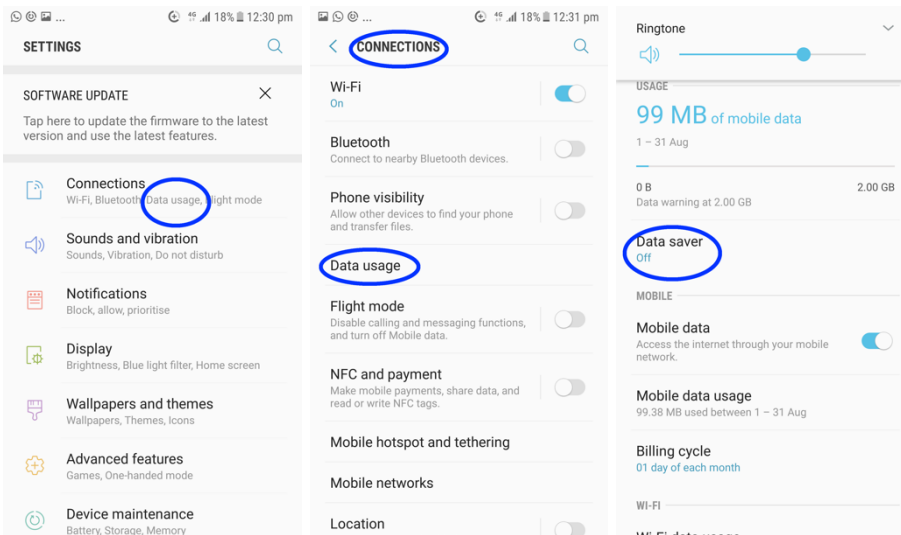 ... 4G 18% 12:30 pm
SETTINGS
SOFTWARE UPDATE
Tap here to update the firmware to the latest
version and use the latest features.
Connections
Wi-Fi, Bluetooth, Data usage, Flight mode
Sounds and vibration
Sounds, Vibration, Do not disturb
Notifications
Block, allow, prioritise
Display
Brightness, Blue light filter, Home screen
Wallpapers and themes
Wallpapers, Themes, Icons
Advanced features
Games, One-handed mode
Device maintenance
Battery, Storage, Memory
... 4G 18% 12:31 pm
CONNECTIONS
Wi-Fi
On
Bluetooth
Connect to nearby Bluetooth devices.
Phone visibility
Allow other devices to find your phone
and transfer files.
Data usage
Flight mode
Disable calling and messaging functions,
and turn off Mobile data.
NFC and payment
Make mobile payments, share data, and
read or write NFC tags.
Mobile hotspot and tethering
Mobile networks
Location
Ringtone
USAGE
99 MB of mobile data
1 – 31 Aug
0 B 2.00 GB
Data warning at 2.00 GB
Data saver
Off
MOBILE
Mobile data
Access the internet through your mobile
network.
Mobile data usage
99.38 MB used between 1 – 31 Aug
Billing cycle
01 day of each month
WI-FI
Wi-Fi data usage